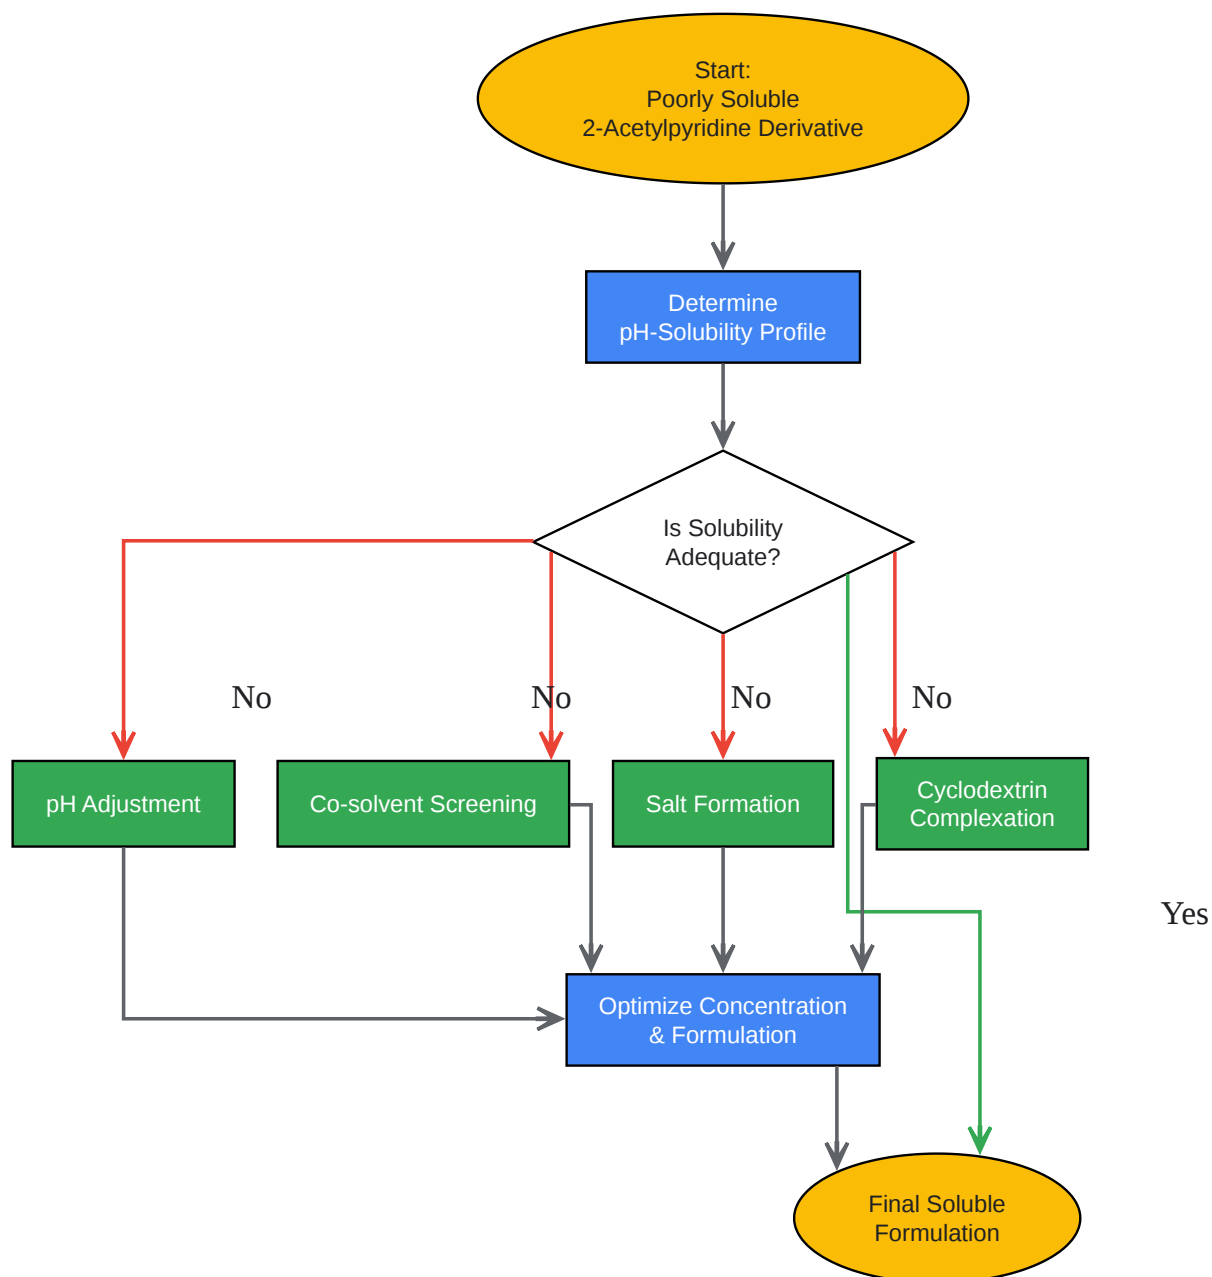 Start:
Poorly Soluble
2-Acetylpyridine Derivative
Determine
pH-Solubility Profile
Is Solubility
Adequate?
No
No
No
No
pH Adjustment
Co-solvent Screening
Salt Formation
Cyclodextrin
Complexation
Yes
Optimize Concentration
& Formulation
Final Soluble
Formulation